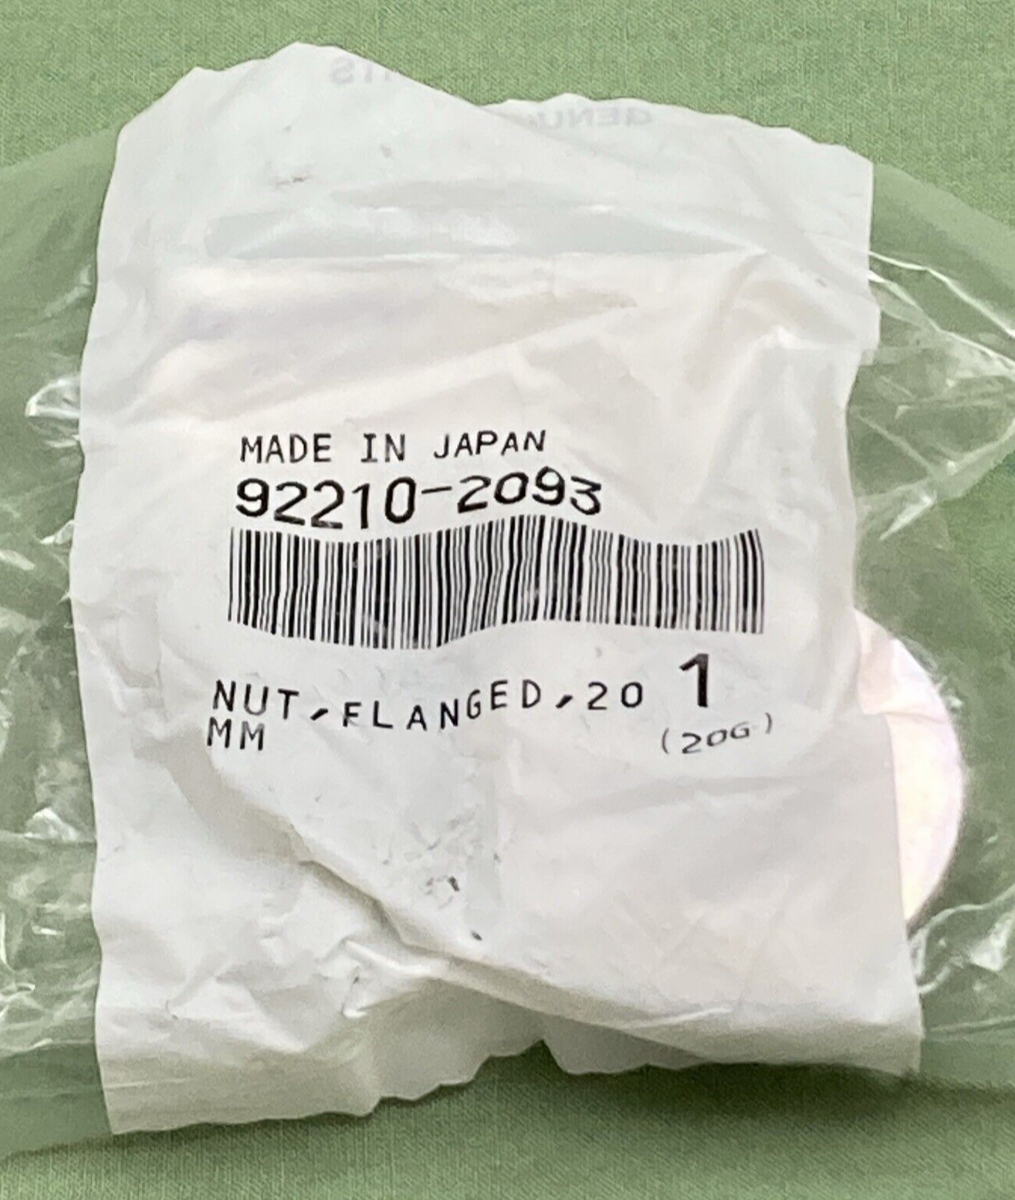 MADE IN JAPAN
92210-2093
NUT,FLANGED,20 1
MM (20G)